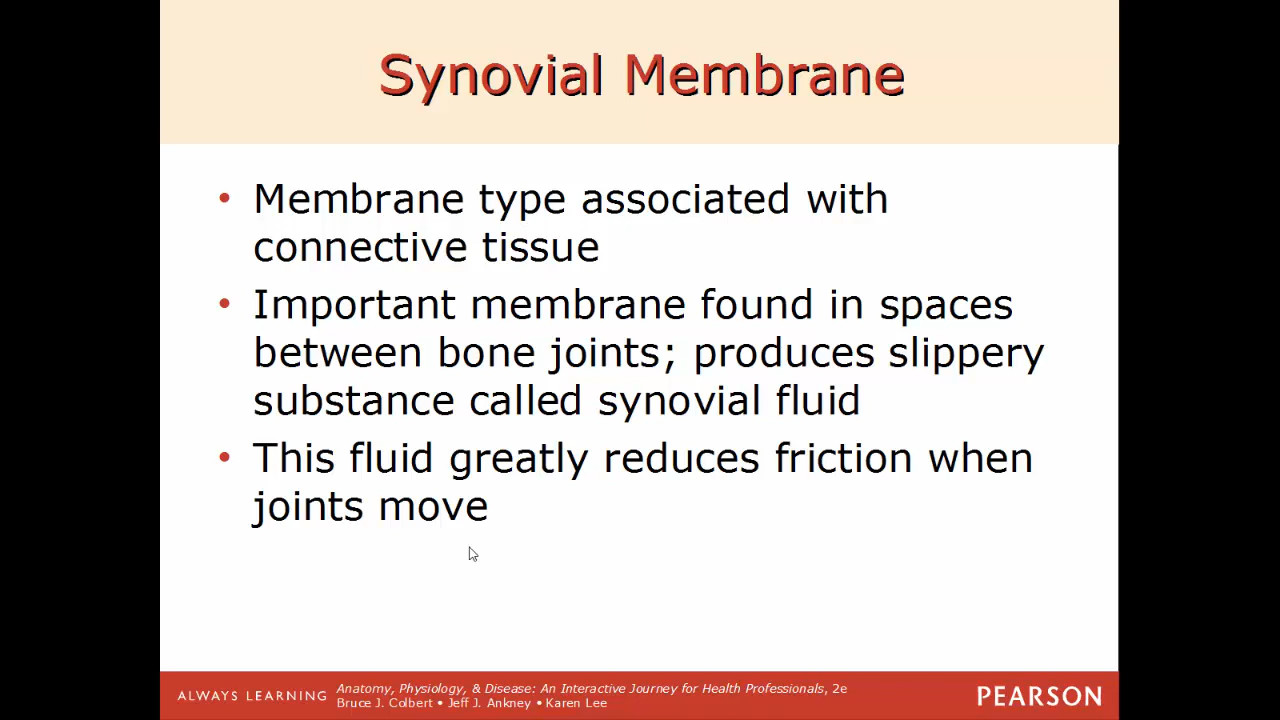 Synovial Membrane
• Membrane type associated with
connective tissue
• Important membrane found in spaces
between bone joints; produces slippery
substance called synovial fluid
• This fluid greatly reduces friction when
joints move
ALWAYS LEARNING
Anatomy, Physiology, & Disease: An Interactive Journey for Health Professionals, 2e
Bruce J. Colbert • Jeff J. Ankney • Karen Lee
PEARSON